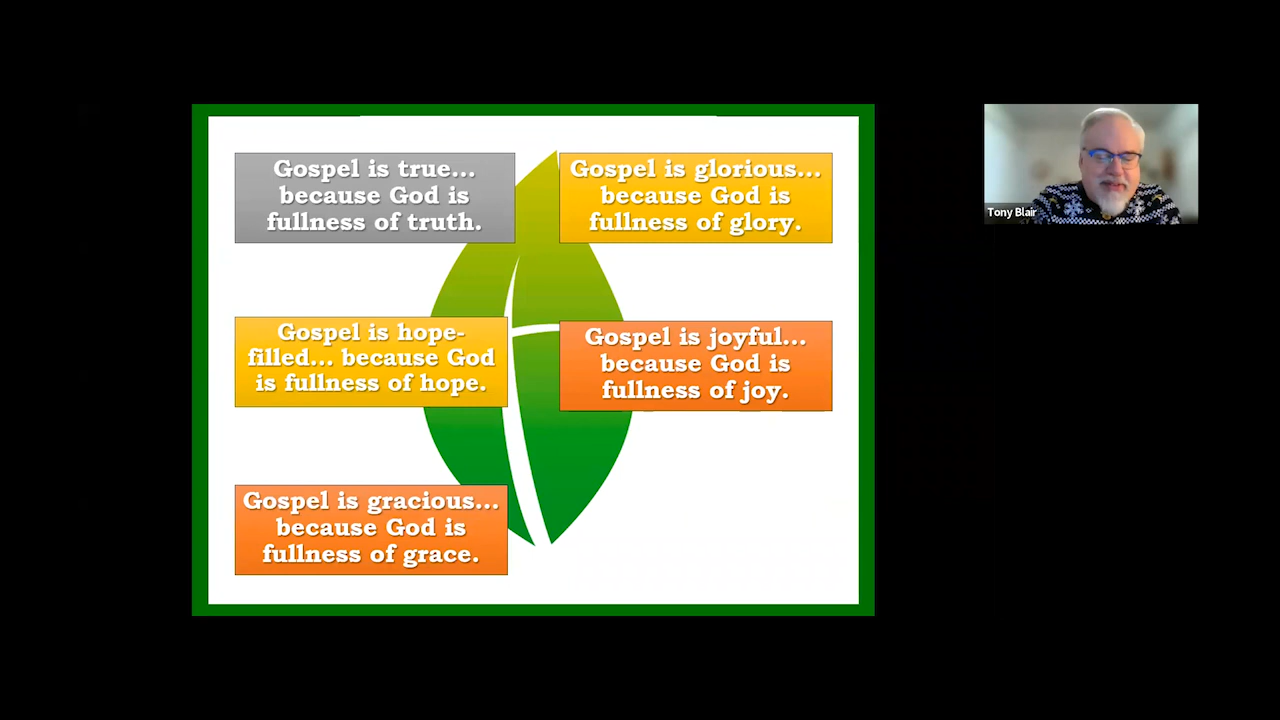 Gospel is true...
because God is
fullness of truth.
Gospel is glorious...
because God is
fullness of glory.
Gospel is hope-
filled... because God
is fullness of hope.
Gospel is joyful...
because God is
fullness of joy.
Gospel is gracious...
because God is
fullness of grace.
Tony Blair